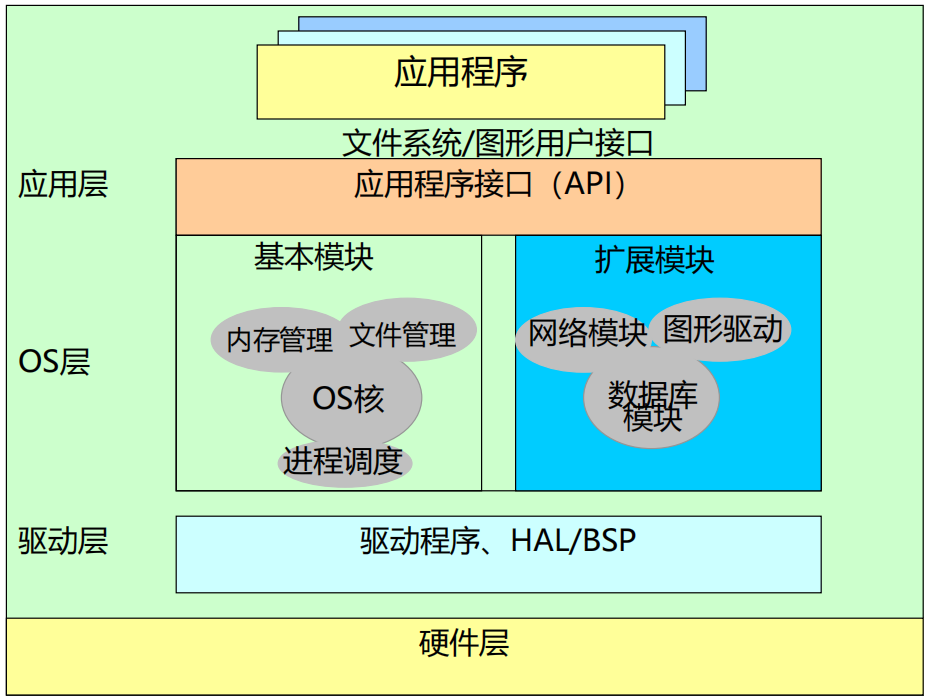 应用程序
文件系统/图形用户接口
应用层
应用程序接口（API）
基本模块
扩展模块
内存管理
文件管理
网络模块
图形驱动
OS层
OS核
数据库
模块
进程调度
驱动层
驱动程序、HAL/BSP
硬件层